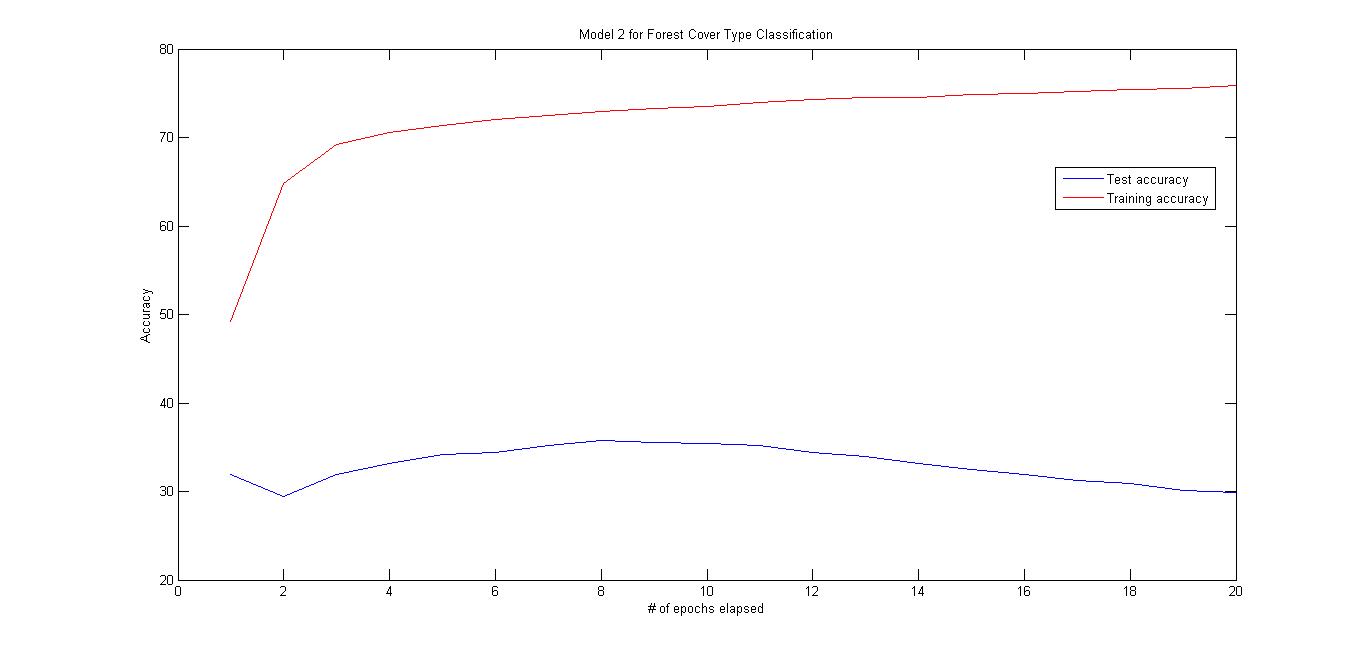 Model 2 for Forest Cover Type Classification
80
70
60
50
40
30
20
Accuracy
Test accuracy
Training accuracy
0 2 4 6 8 10 12 14 16 18 20
# of epochs elapsed